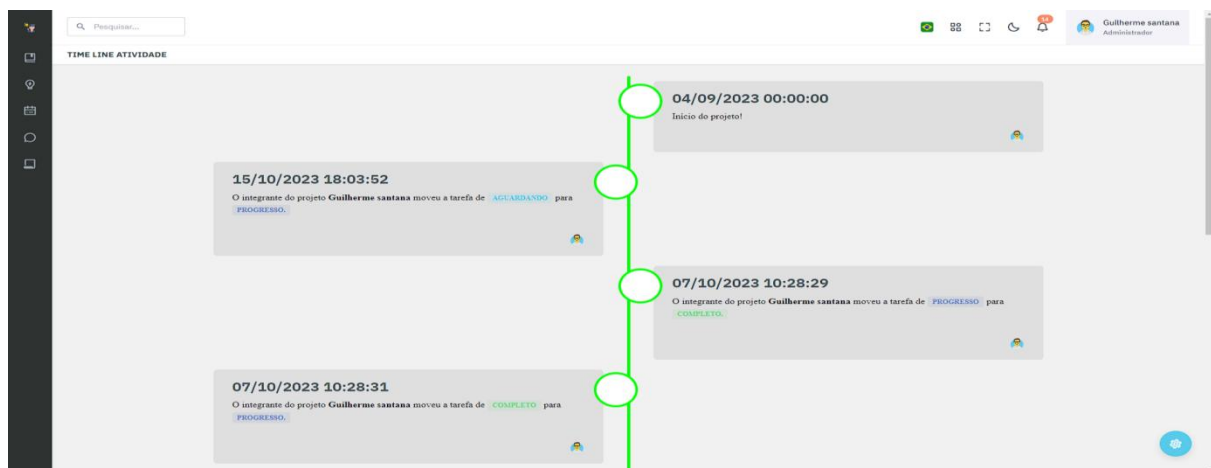 Pesquisar...
54
Guilherme santana
Administrador
TIME LINE ATIVIDADE
04/09/2023 00:00:00
Inicio do projeto!
15/10/2023 18:03:52
O integrante do projeto Guilherme santana moveu a tarefa de AGUARDANDO para
PROGRESSO.
07/10/2023 10:28:29
O integrante do projeto Guilherme santana moveu a tarefa de PROGRESSO para
COMPLETO.
07/10/2023 10:28:31
O integrante do projeto Guilherme santana moveu a tarefa de COMPLETO para
PROGRESSO.